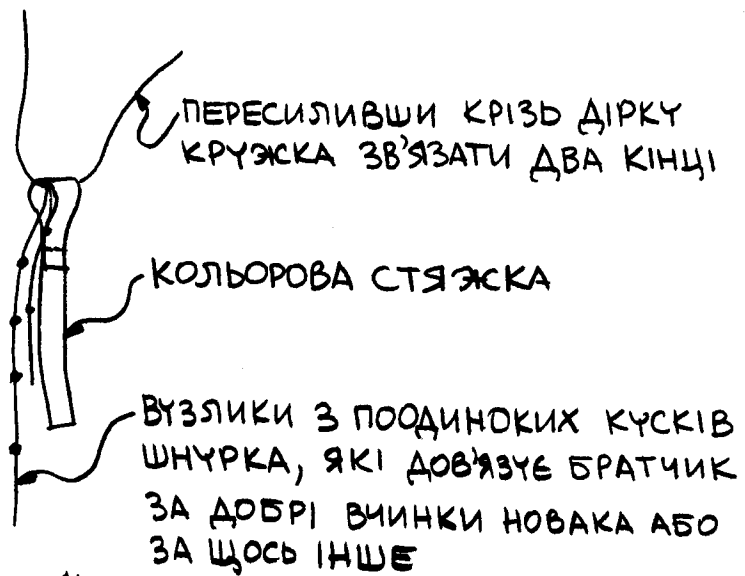 ПЕРЕСИЛИВШИ КРІЗЬ ДІРКУ
КРУЖКА ЗВ'ЯЗАТИ ДВА КІНЦІ
КОЛЬОРОВА СТЯЖКА
ВУЗЛИКИ З ПООДИНОКИХ КУСКІВ
ШНУРКА, ЯКІ ДОВ'ЯЗУЄ БРАТЧИК
ЗА ДОБРІ ВЧИНКИ НОВАКА АБО
ЗА ЩОСЬ ІНШЕ